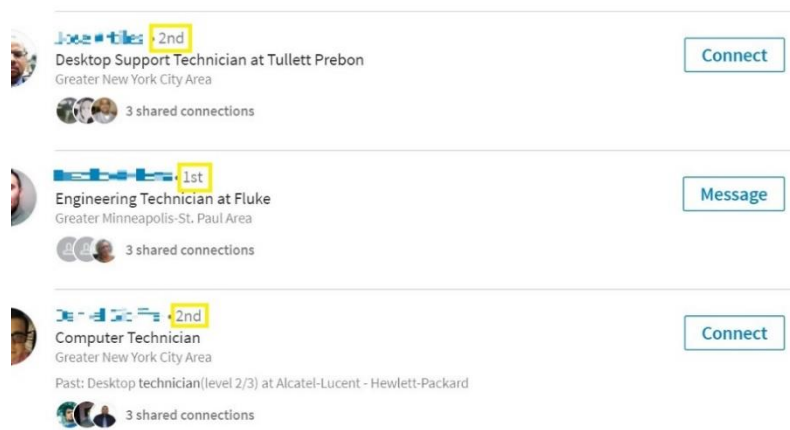 2nd
Desktop Support Technician at Tullett Prebon
Connect
Greater New York City Area
3 shared connections
1st
Engineering Technician at Fluke
Message
Greater Minneapolis-St. Paul Area
3 shared connections
2nd
Computer Technician
Connect
Greater New York City Area
Past: Desktop technician(level 2/3) at Alcatel-Lucent - Hewlett-Packard
3 shared connections